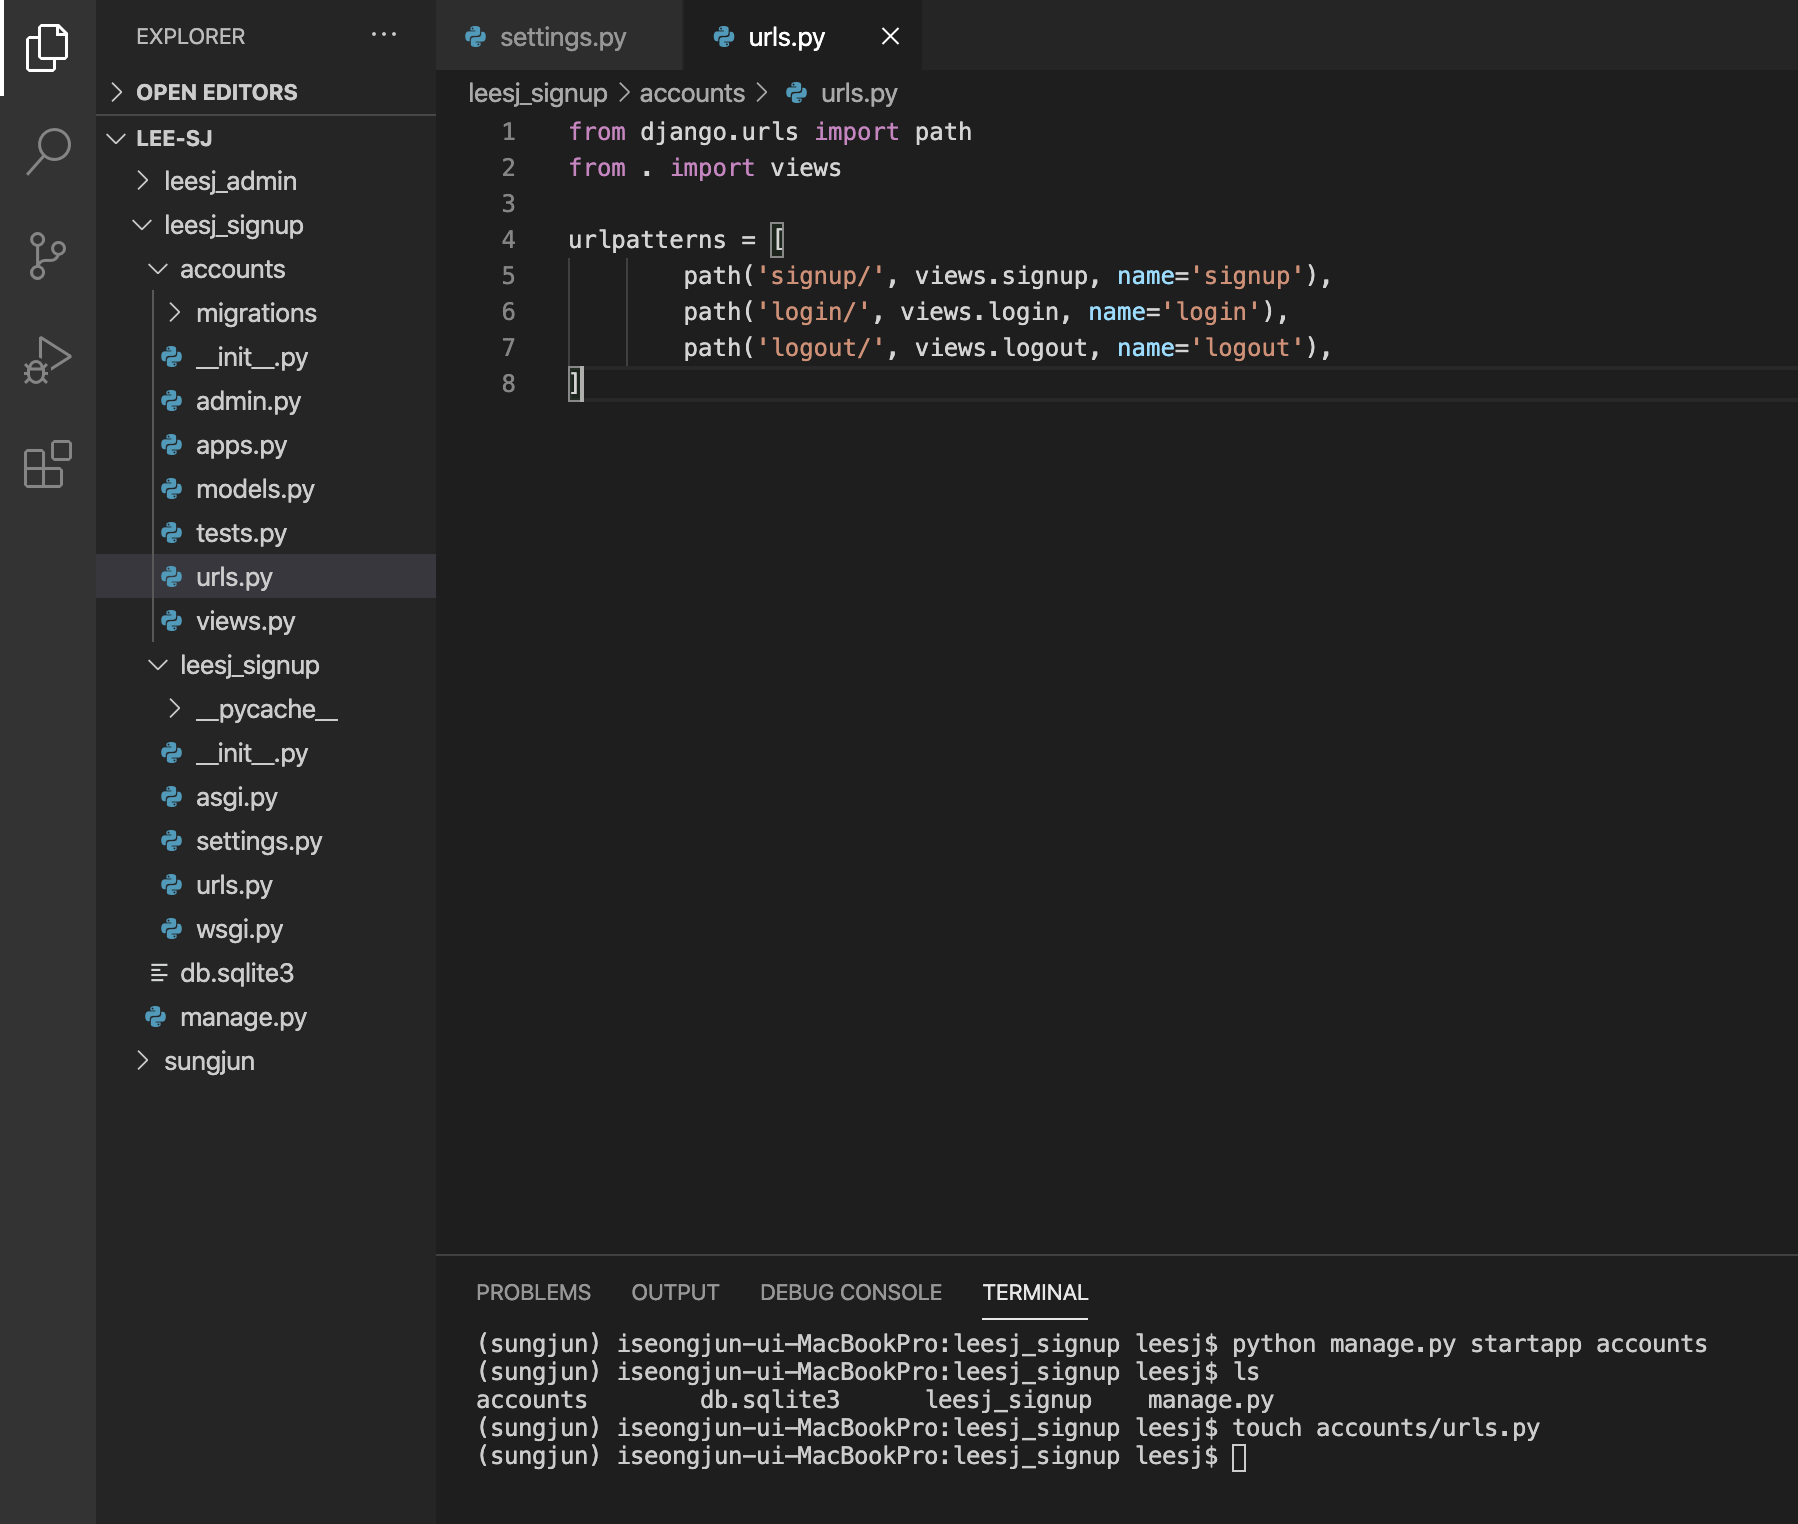 EXPLORER
OPEN EDITORS
LEE-SJ
leesj_admin
leesj_signup
accounts
migrations
__init__.py
admin.py
apps.py
models.py
tests.py
urls.py
views.py
leesj_signup
__pycache__
__init__.py
asgi.py
settings.py
urls.py
wsgi.py
db.sqlite3
manage.py
sungjun
settings.py urls.py
leesj_signup > accounts > urls.py
1 from django.urls import path
2 from . import views
3
4 urlpatterns = [
5         path('signup/', views.signup, name='signup'),
6         path('login/', views.login, name='login'),
7         path('logout/', views.logout, name='logout'),
8 ]
PROBLEMS OUTPUT DEBUG CONSOLE TERMINAL
(sungjun) iseongjun-ui-MacBookPro:leesj_signup leesj$ python manage.py startapp accounts
(sungjun) iseongjun-ui-MacBookPro:leesj_signup leesj$ ls
accounts        db.sqlite3      leesj_signup    manage.py
(sungjun) iseongjun-ui-MacBookPro:leesj_signup leesj$ touch accounts/urls.py
(sungjun) iseongjun-ui-MacBookPro:leesj_signup leesj$